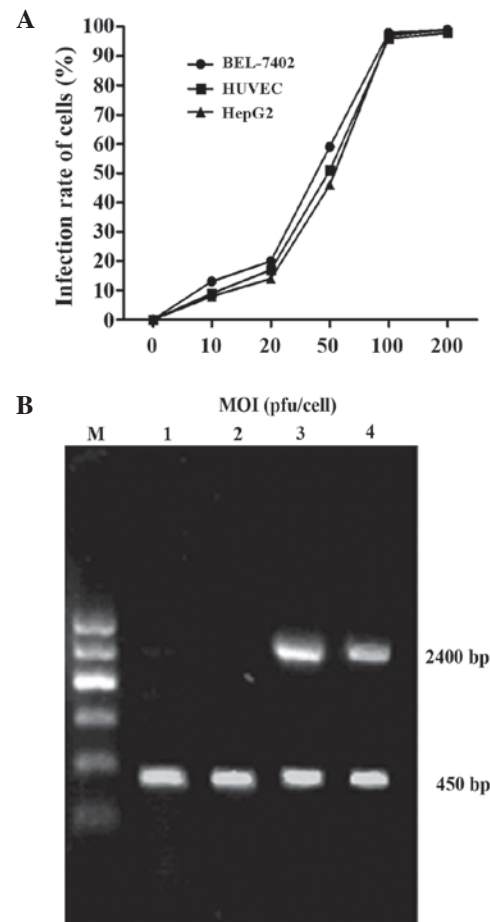 A
Infection rate of cells (%)
100
90
80
70
60
50
40
30
20
10
0
BEL-7402
HUVEC
HepG2
0 10 20 50 100 200
MOI (pfu/cell)
B
M 1 2 3 4
2400 bp
450 bp